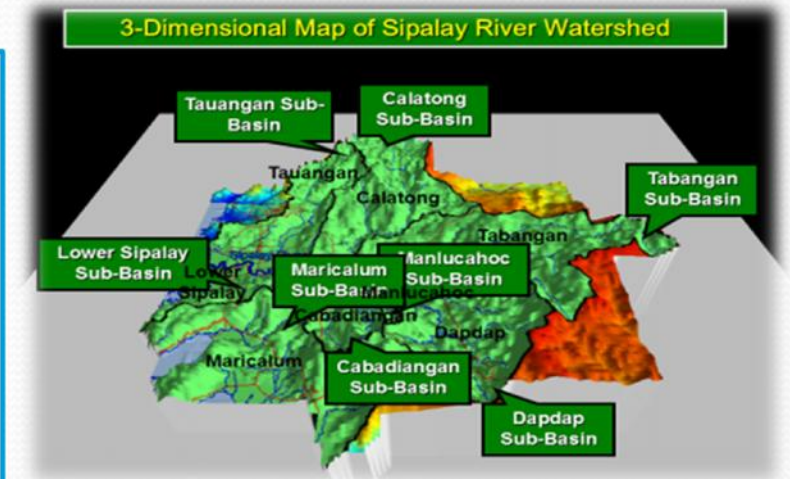 3-Dimensional Map of Sipalay River Watershed
Tauangan Sub-
Basin
Calatong
Sub-Basin
Tabangan
Sub-Basin
Tauangan
Calatong
Tabangan
Lower Sipalay
Sub-Basin
Lower
Sipalay
Maricalum
Sub-Basin
Manlucahoc
Sub-Basin
Manlucahoc
Cabadiangan
Dapdap
Maricalum
Cabadiangan
Sub-Basin
Dapdap
Sub-Basin